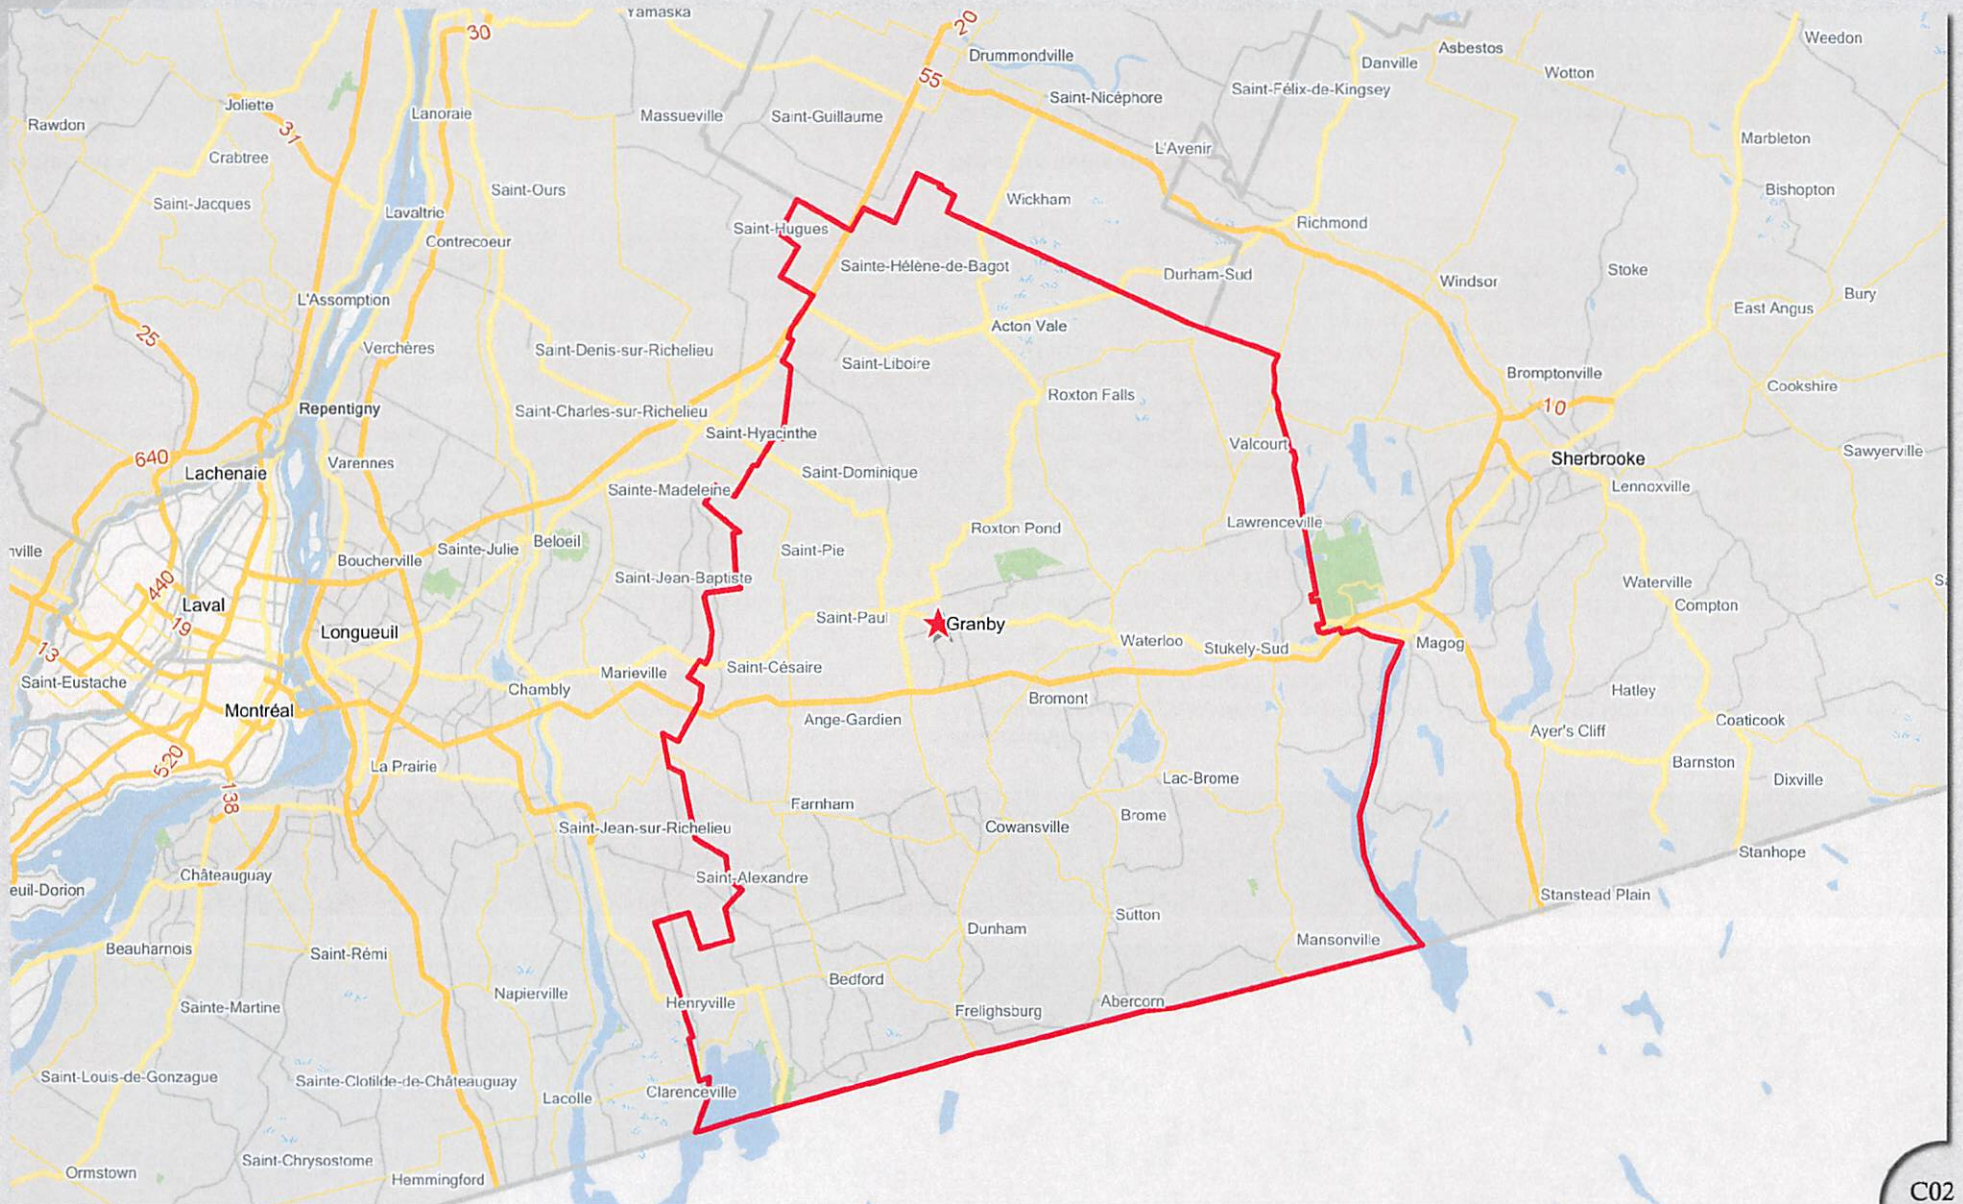 Yamaska
20
30
Drummondville
Weedon
Asbestos
Danville
Wotton
55
Joliette
Lanoraie
Massueville
Saint-Guillaume
Saint-Nicéphore
Saint-Félix-de-Kingsey
Rawdon
31
Marbleton
Crabtree
L'Avenir
Saint-Jacques
Saint-Ours
Bishopton
Lavaltrie
Wickham
Saint-Hugues
Richmond
Contrecoeur
Sainte-Hélène-de-Bagot
Durham-Sud
Stoke
Windsor
Bury
L'Assomption
East Angus
25
Verchères
Acton Vale
Saint-Denis-sur-Richelieu
Saint-Liboire
Bromptonville
Cookshire
Roxton Falls
Repentigny
Saint-Charles-sur-Richelieu
10
Saint-Hyacinthe
Valcourt
640
Lachenaie
Varennes
Saint-Dominique
Sherbrooke
Sawyerville
Sainte-Madeleine
Lennoxville
Lawrenceville
Roxton Pond
nville
Sainte-Julie
Beloeil
Saint-Pie
Boucherville
Saint-Jean-Baptiste
Waterville
Sa
440
Laval
Compton
19
Longueuil
Saint-Paul
Granby
13
Waterloo
Stukely-Sud
Magog
Saint-Eustache
Marieville
Saint-Césaire
Chambly
Bromont
Hatley
Montréal
Ange-Gardien
Ayer's Cliff
Coaticook
520
La Prairie
Barnston
Lac-Brome
Dixville
138
Farnham
Saint-Jean-sur-Richelieu
Cowansville
Brome
Stanhope
Châteauguay
Saint-Alexandre
euil-Dorion
Stanstead Plain
Sutton
Beauharnois
Saint-Rémi
Dunham
Mansonville
Bedford
Napierville
Sainte-Martine
Henryville
Frelighsburg
Abercorn
Saint-Louis-de-Gonzague
Sainte-Clotilde-de-Châteauguay
Lacolle
Clarenceville
Saint-Chrysostome
Ormstown
Hemmingford
C02